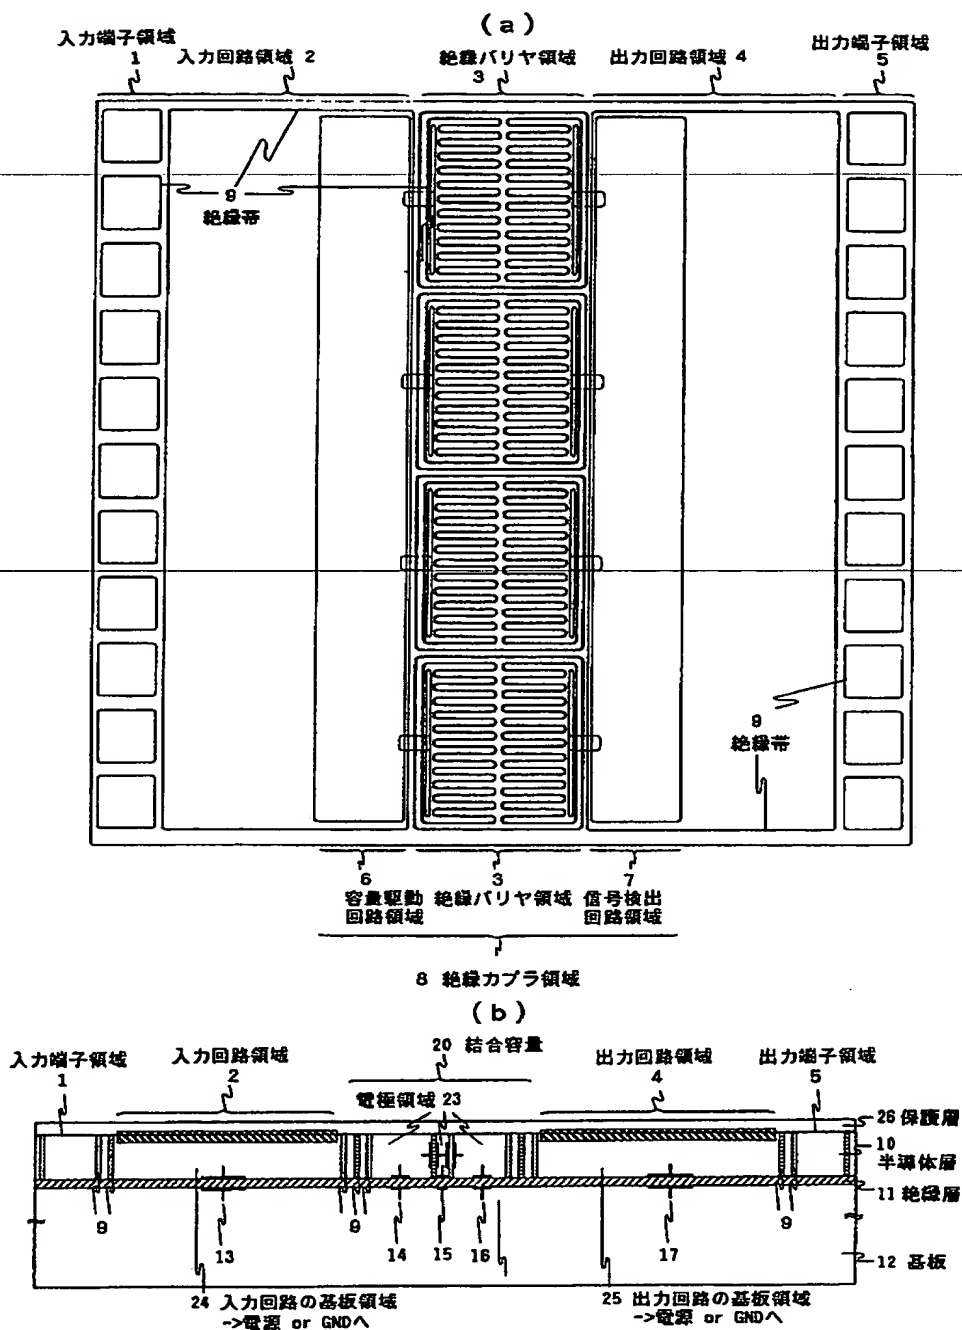 (a)
入力端子領域
1
入力回路領域 2
絶縁バリヤ領域
3
出力回路領域 4
出力端子領域
5
9
絶縁帯
9
絶縁帯
6
容量駆動
回路領域
3
絶縁バリヤ領域
7
信号検出
回路領域
8 絶縁カプラ領域
(b)
入力端子領域
1
入力回路領域
2
20 結合容量
電極領域 23
出力回路領域
4
出力端子領域
5
26 保護層
10
半導体層
11 絶縁層
12 基板
9
13
9
14
15
16
17
9
24 入力回路の基板領域
->電源 or GNDへ
25 出力回路の基板領域
->電源 or GNDへ